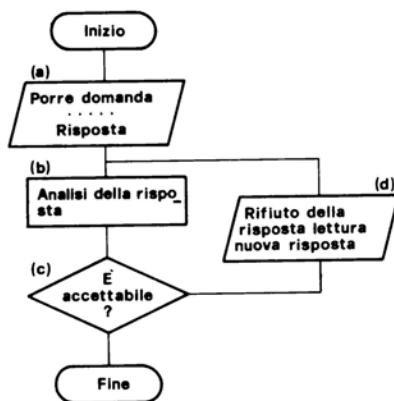 Inizio
(a)
Porre domanda
. . . . .
Risposta
(b)
Analisi della rispo_
sta
(d)
Rifiuto della
risposta lettura
nuova risposta
(c)
E'
accettabile
?
Fine